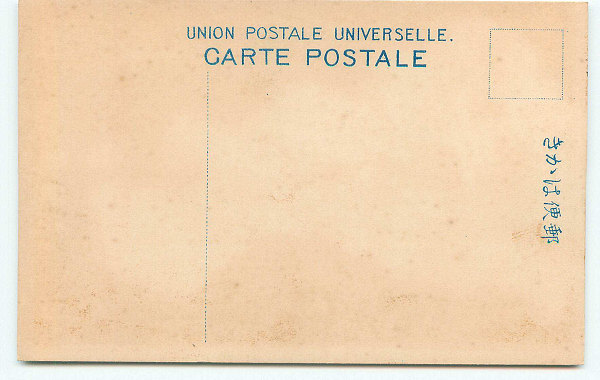 UNION POSTALE UNIVERSELLE.
CARTE POSTALE
郵便はかき